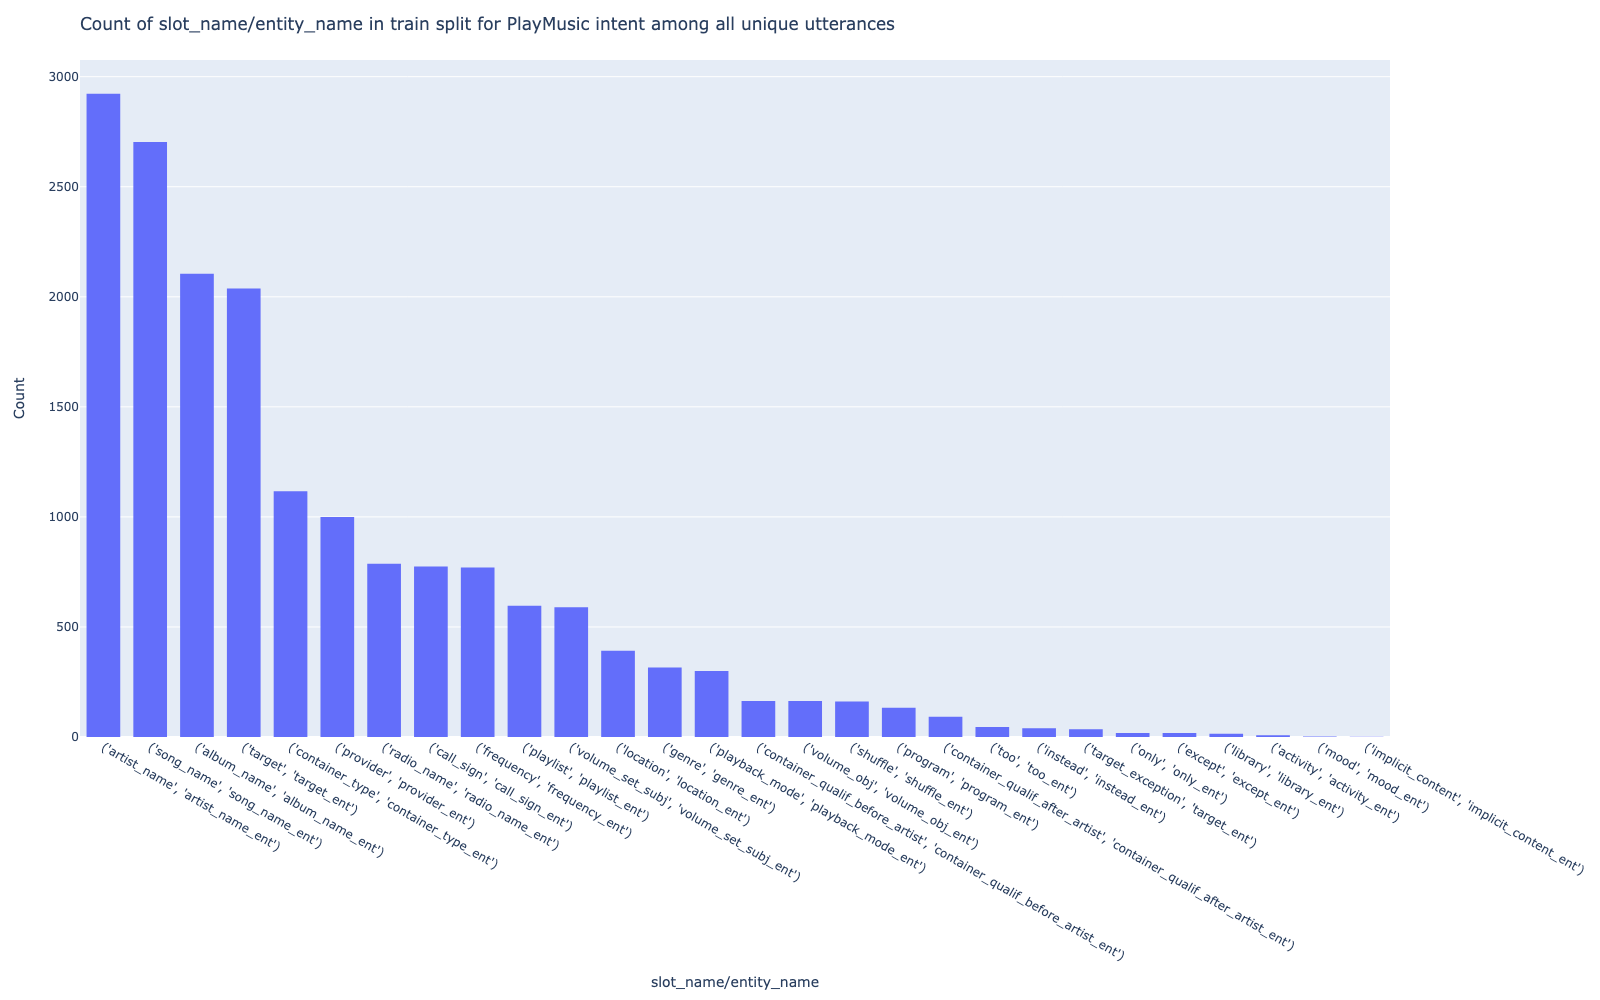 Count of slot_name/entity_name in train split for PlayMusic intent among all unique utterances
3000
2500
2000
1500
1000
500
0
Count
('artist_name', 'artist_name_ent')
('song_name', 'song_name_ent')
('album_name', 'album_name_ent')
('target', 'target_ent')
('container_type', 'container_type_ent')
('provider', 'provider_ent')
('radio_name', 'radio_name_ent')
('call_sign', 'call_sign_ent')
('frequency', 'frequency_ent')
('playlist', 'playlist_ent')
('volume_set_subj', 'volume_set_subj_ent')
('location', 'location_ent')
('genre', 'genre_ent')
('playback_mode', 'playback_mode_ent')
('container_qualif_before_artist', 'container_qualif_before_artist_ent')
('volume_obj', 'volume_obj_ent')
('shuffle', 'shuffle_ent')
('program', 'program_ent')
('container_qualif_after_artist', 'container_qualif_after_artist_ent')
('too', 'too_ent')
('instead', 'instead_ent')
('target_exception', 'target_ent')
('only', 'only_ent')
('except', 'except_ent')
('library', 'library_ent')
('activity', 'activity_ent')
('mood', 'mood_ent')
('implicit_content', 'implicit_content_ent')
slot_name/entity_name